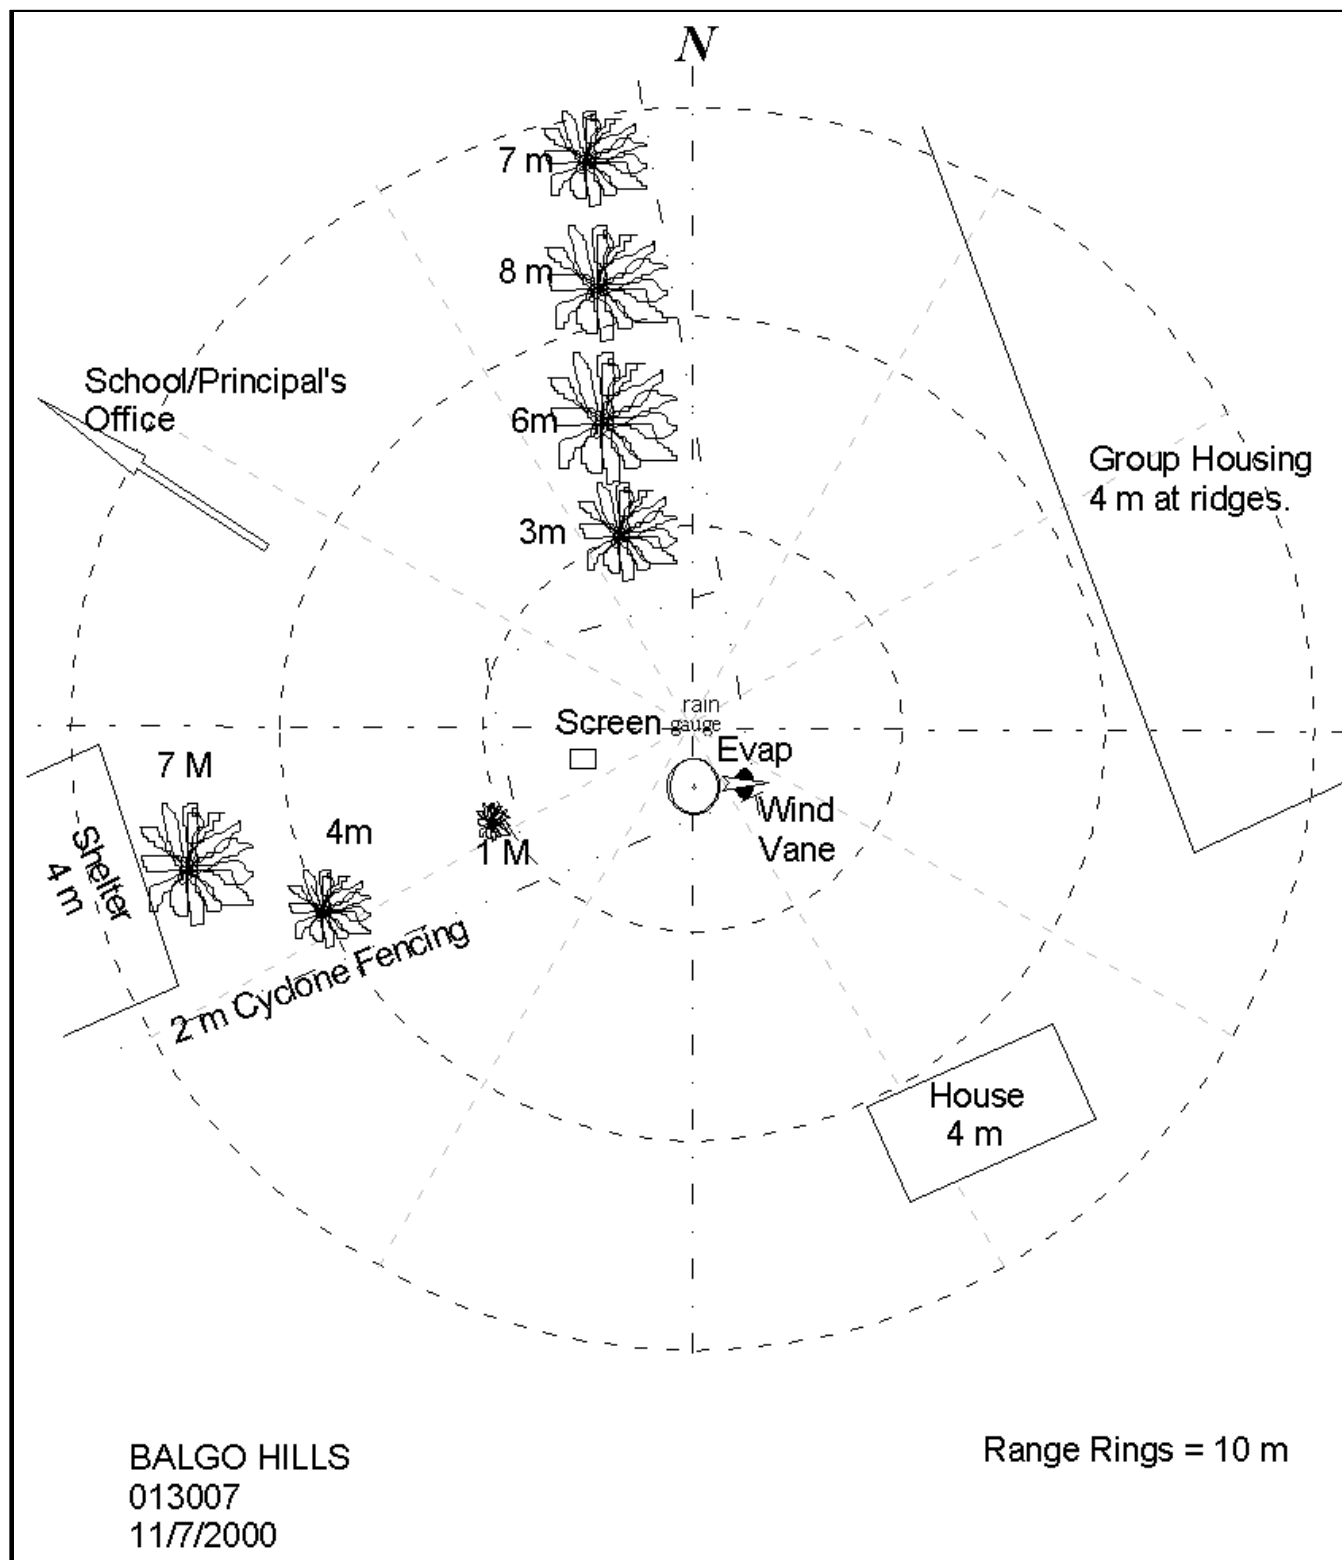 N
7 m
8 m
School/Principal's
Office
6m
Group Housing
4 m at ridges.
3m
rain
gauge
Screen
Evap
7 M
Wind
Vane
4m
1 M
Shelter
4 m
2 m Cyclone Fencing
House
4 m
BALGO HILLS
013007
11/7/2000
Range Rings = 10 m